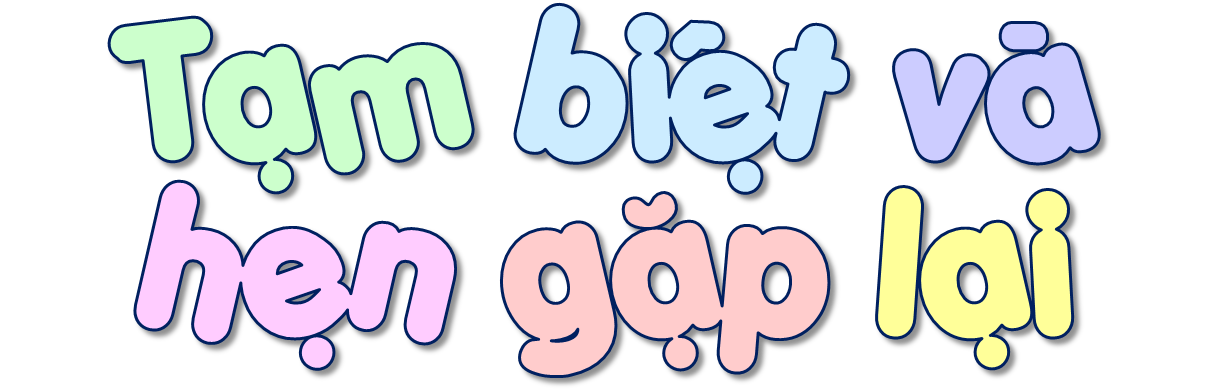 Tạm biệt và
hẹn gặp lại